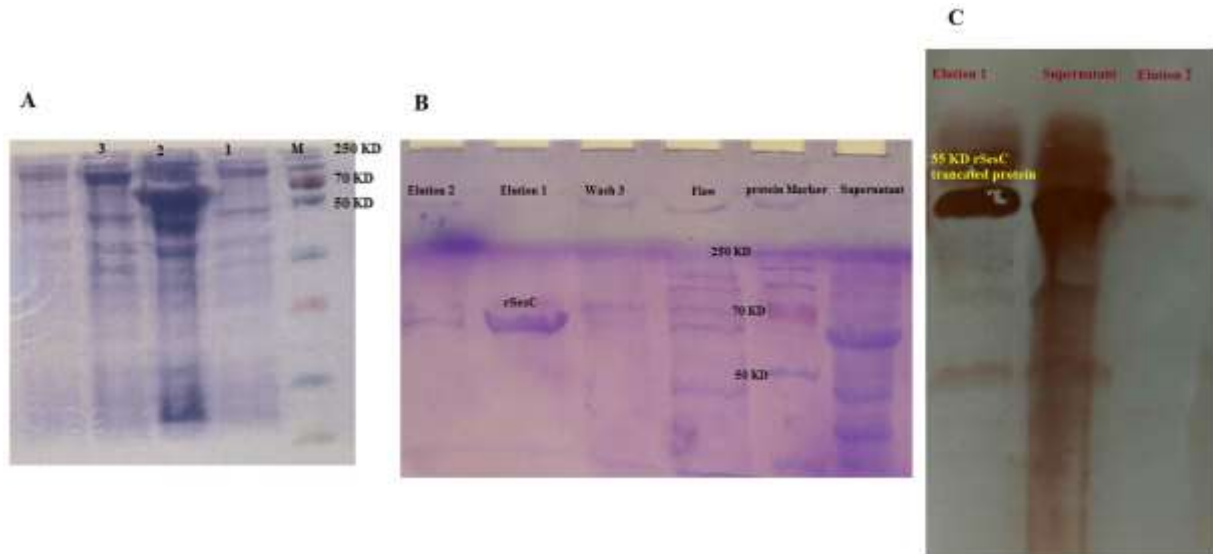 A
3
2
1
M
250 KD
70 KD
50 KD
B
Elution 2
Elution 1
Wash 3
Flow
protein Marker
Supernatant
250 KD
rSesC
70 KD
50 KD
C
Elution 1
Supernatant
Elution 2
55 KD rSesC
truncated protein